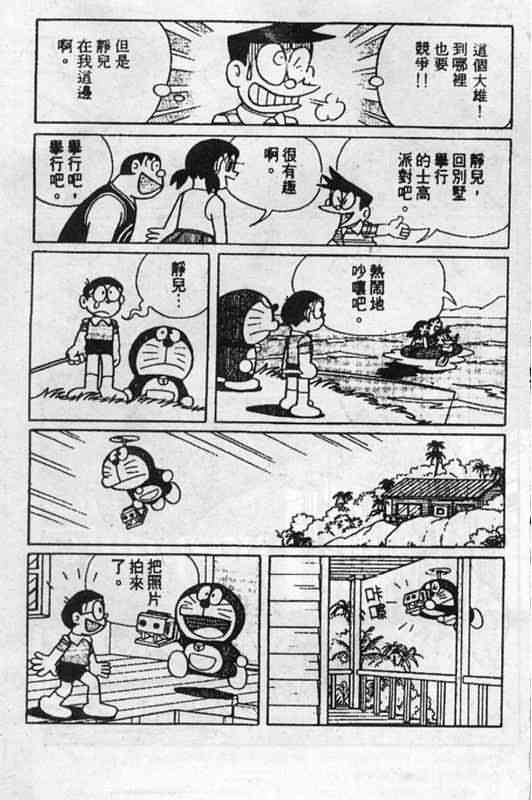 這個大雄！
到哪裡
也要
競爭!!
但是
靜兒
在我這邊
啊。
靜兒，
回別墅
舉行
的士高
派對吧。
很有趣
啊。
舉行吧，
舉行吧。
熱鬧地
吵嚷吧。
靜兒…
咔嚓
把照片
拍來
了。